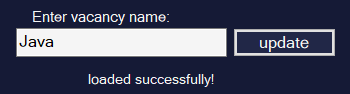 Enter vacancy name:
Java update
loaded successfully!